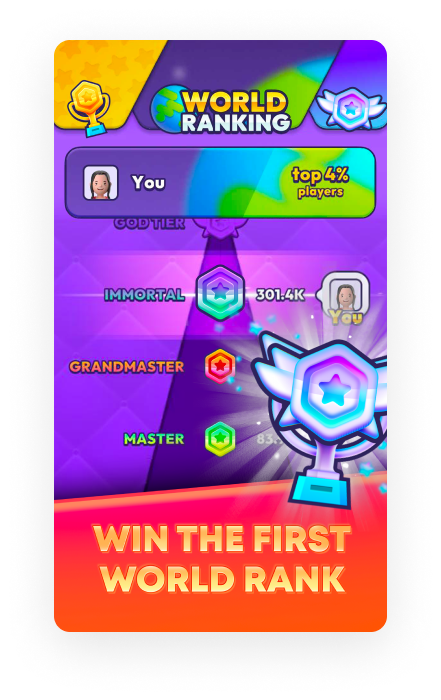 WORLD
RANKING
You
top 4%
players
GOD TIER
IMMORTAL
301.4K
You
GRANDMASTER
MASTER
83.
WIN THE FIRST
WORLD RANK